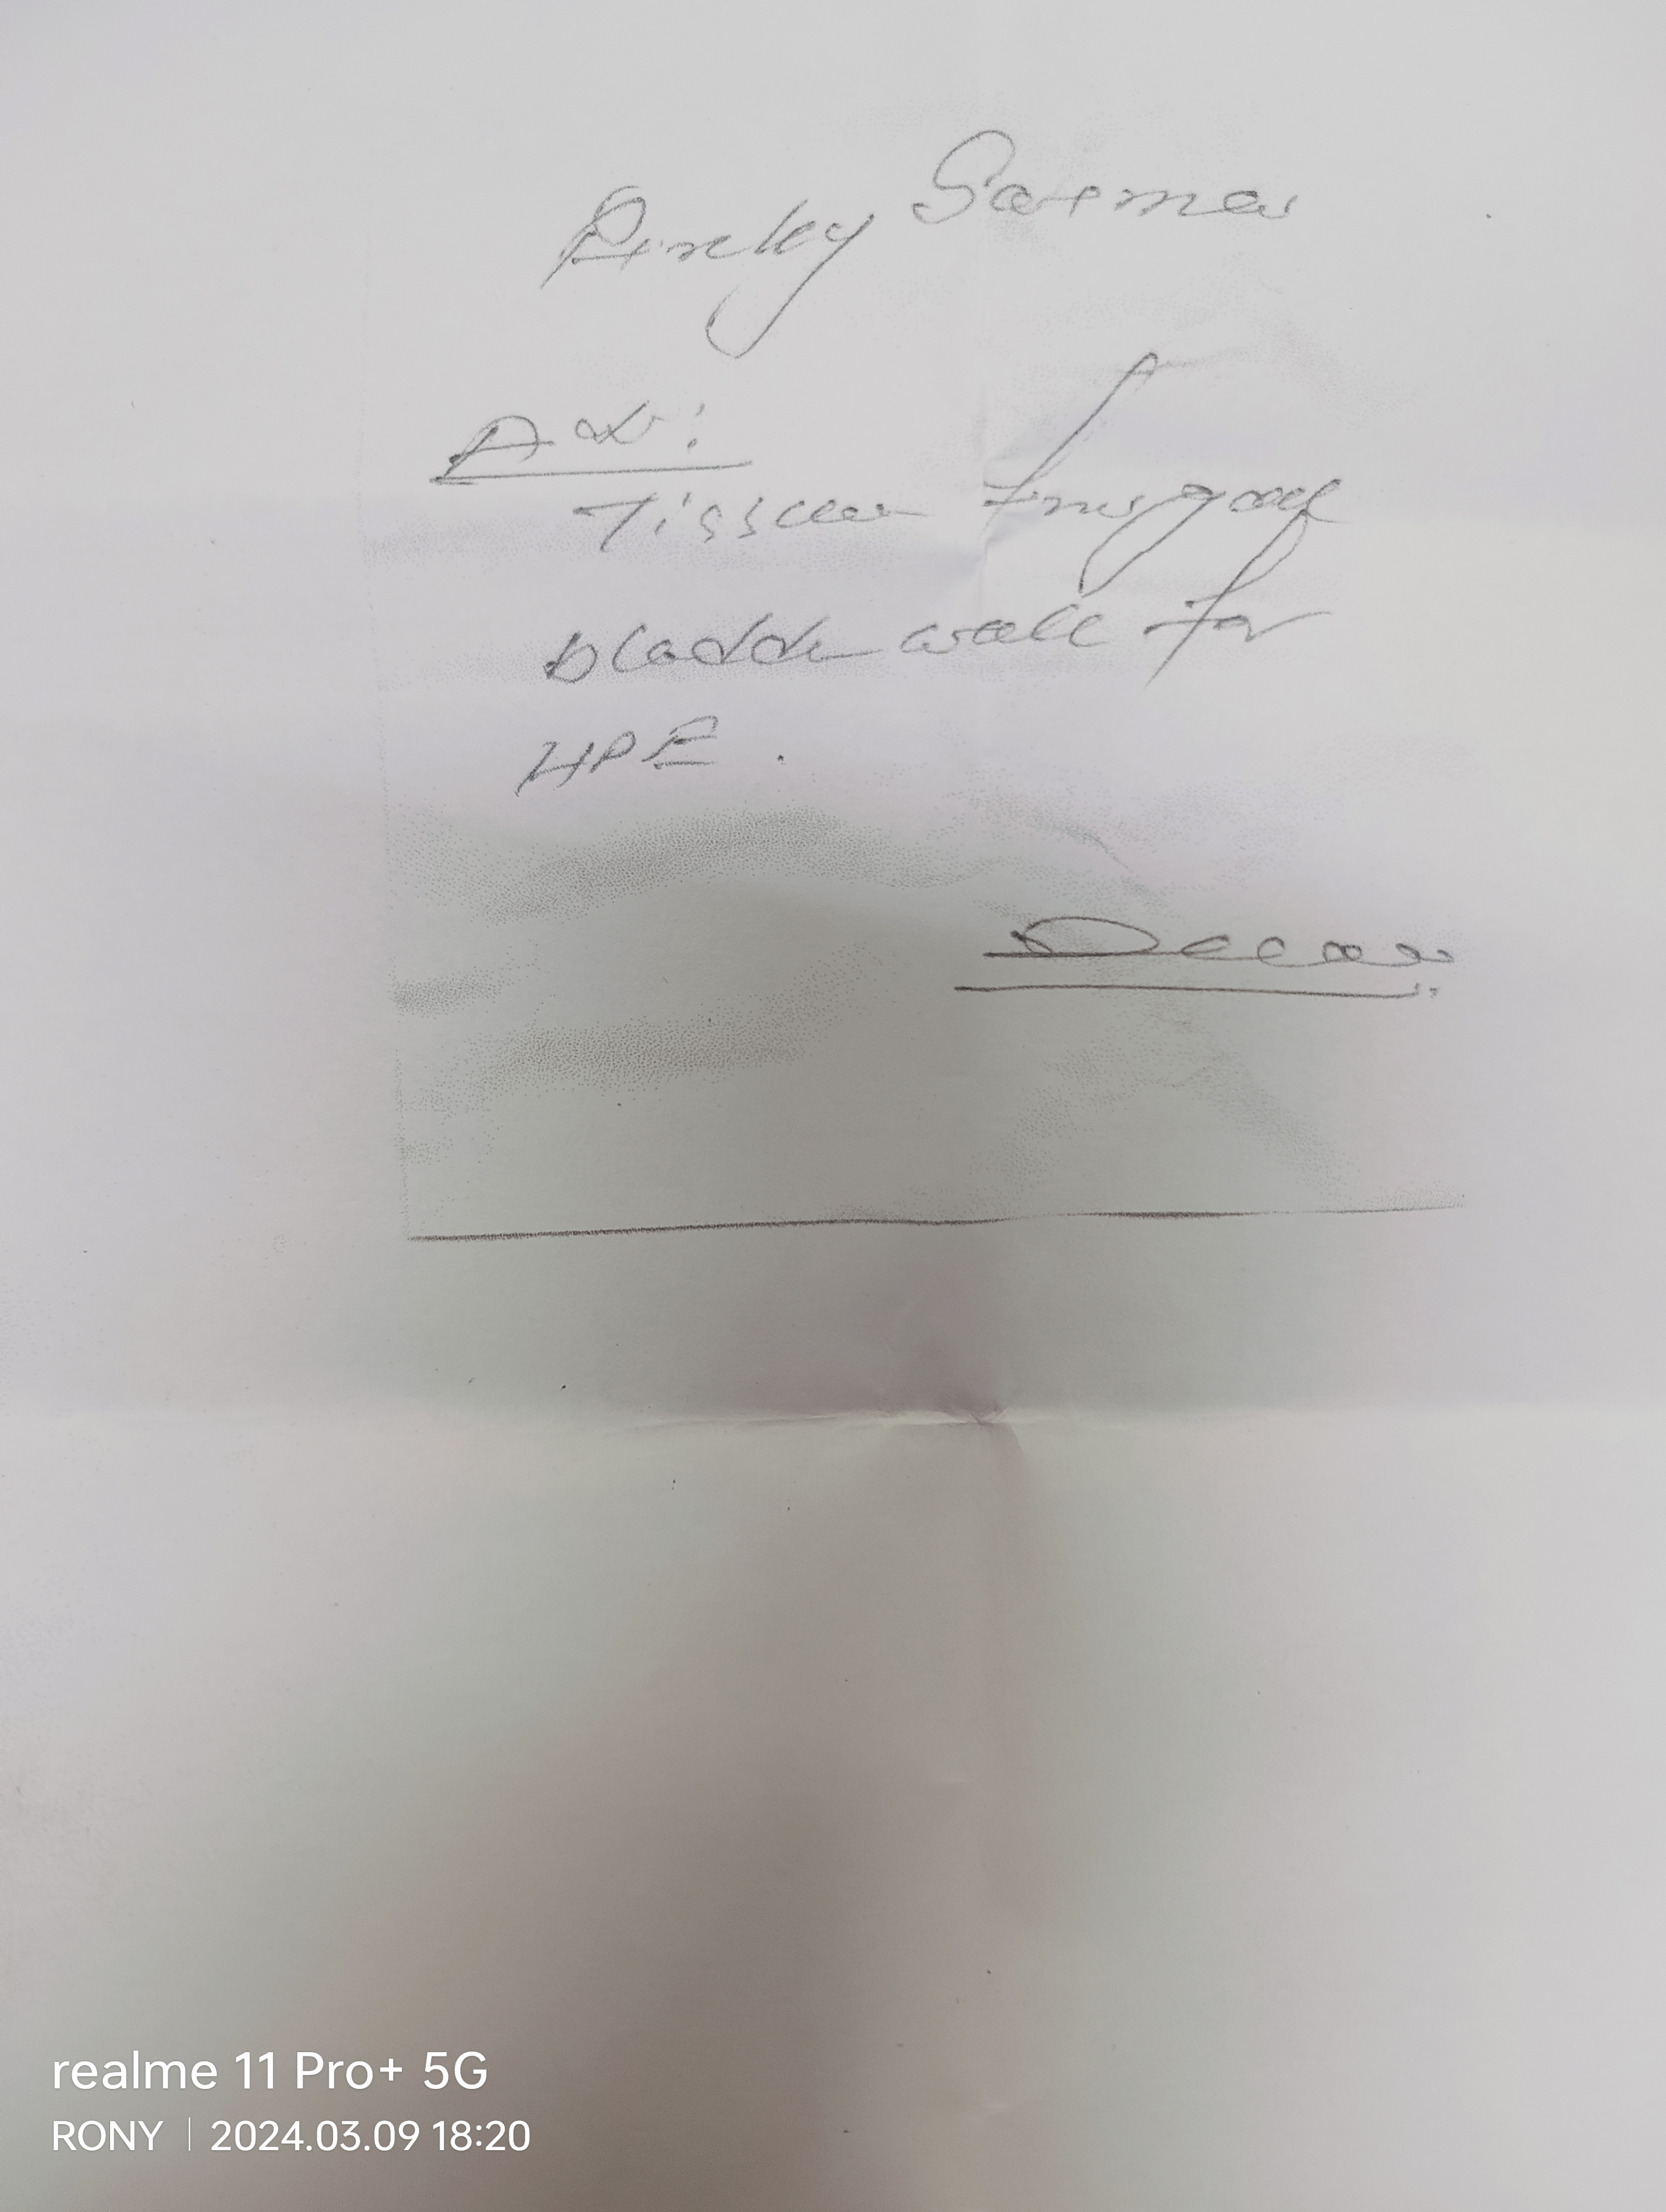 Pinky Sarma
Adv:
Tissue from gall
bladder wall for
HPE.
realme 11 Pro+ 5G
RONY | 2024.03.09 18:20